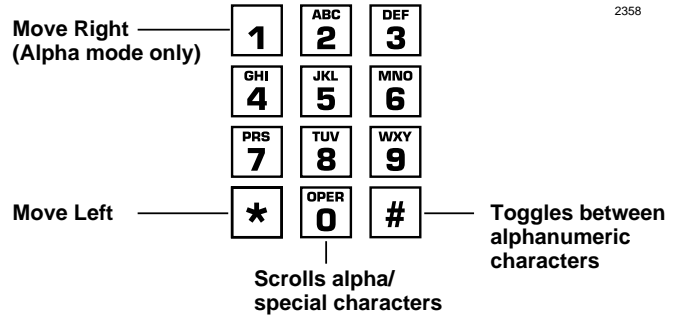 2358
Move Right
(Alpha mode only)
1
ABC
2
DEF
3
GHI
4
JKL
5
MNO
6
PRS
7
TUV
8
WXY
9
Move Left
*
OPER
0
#
Toggles between
alphanumeric
characters
Scrolls alpha/
special characters